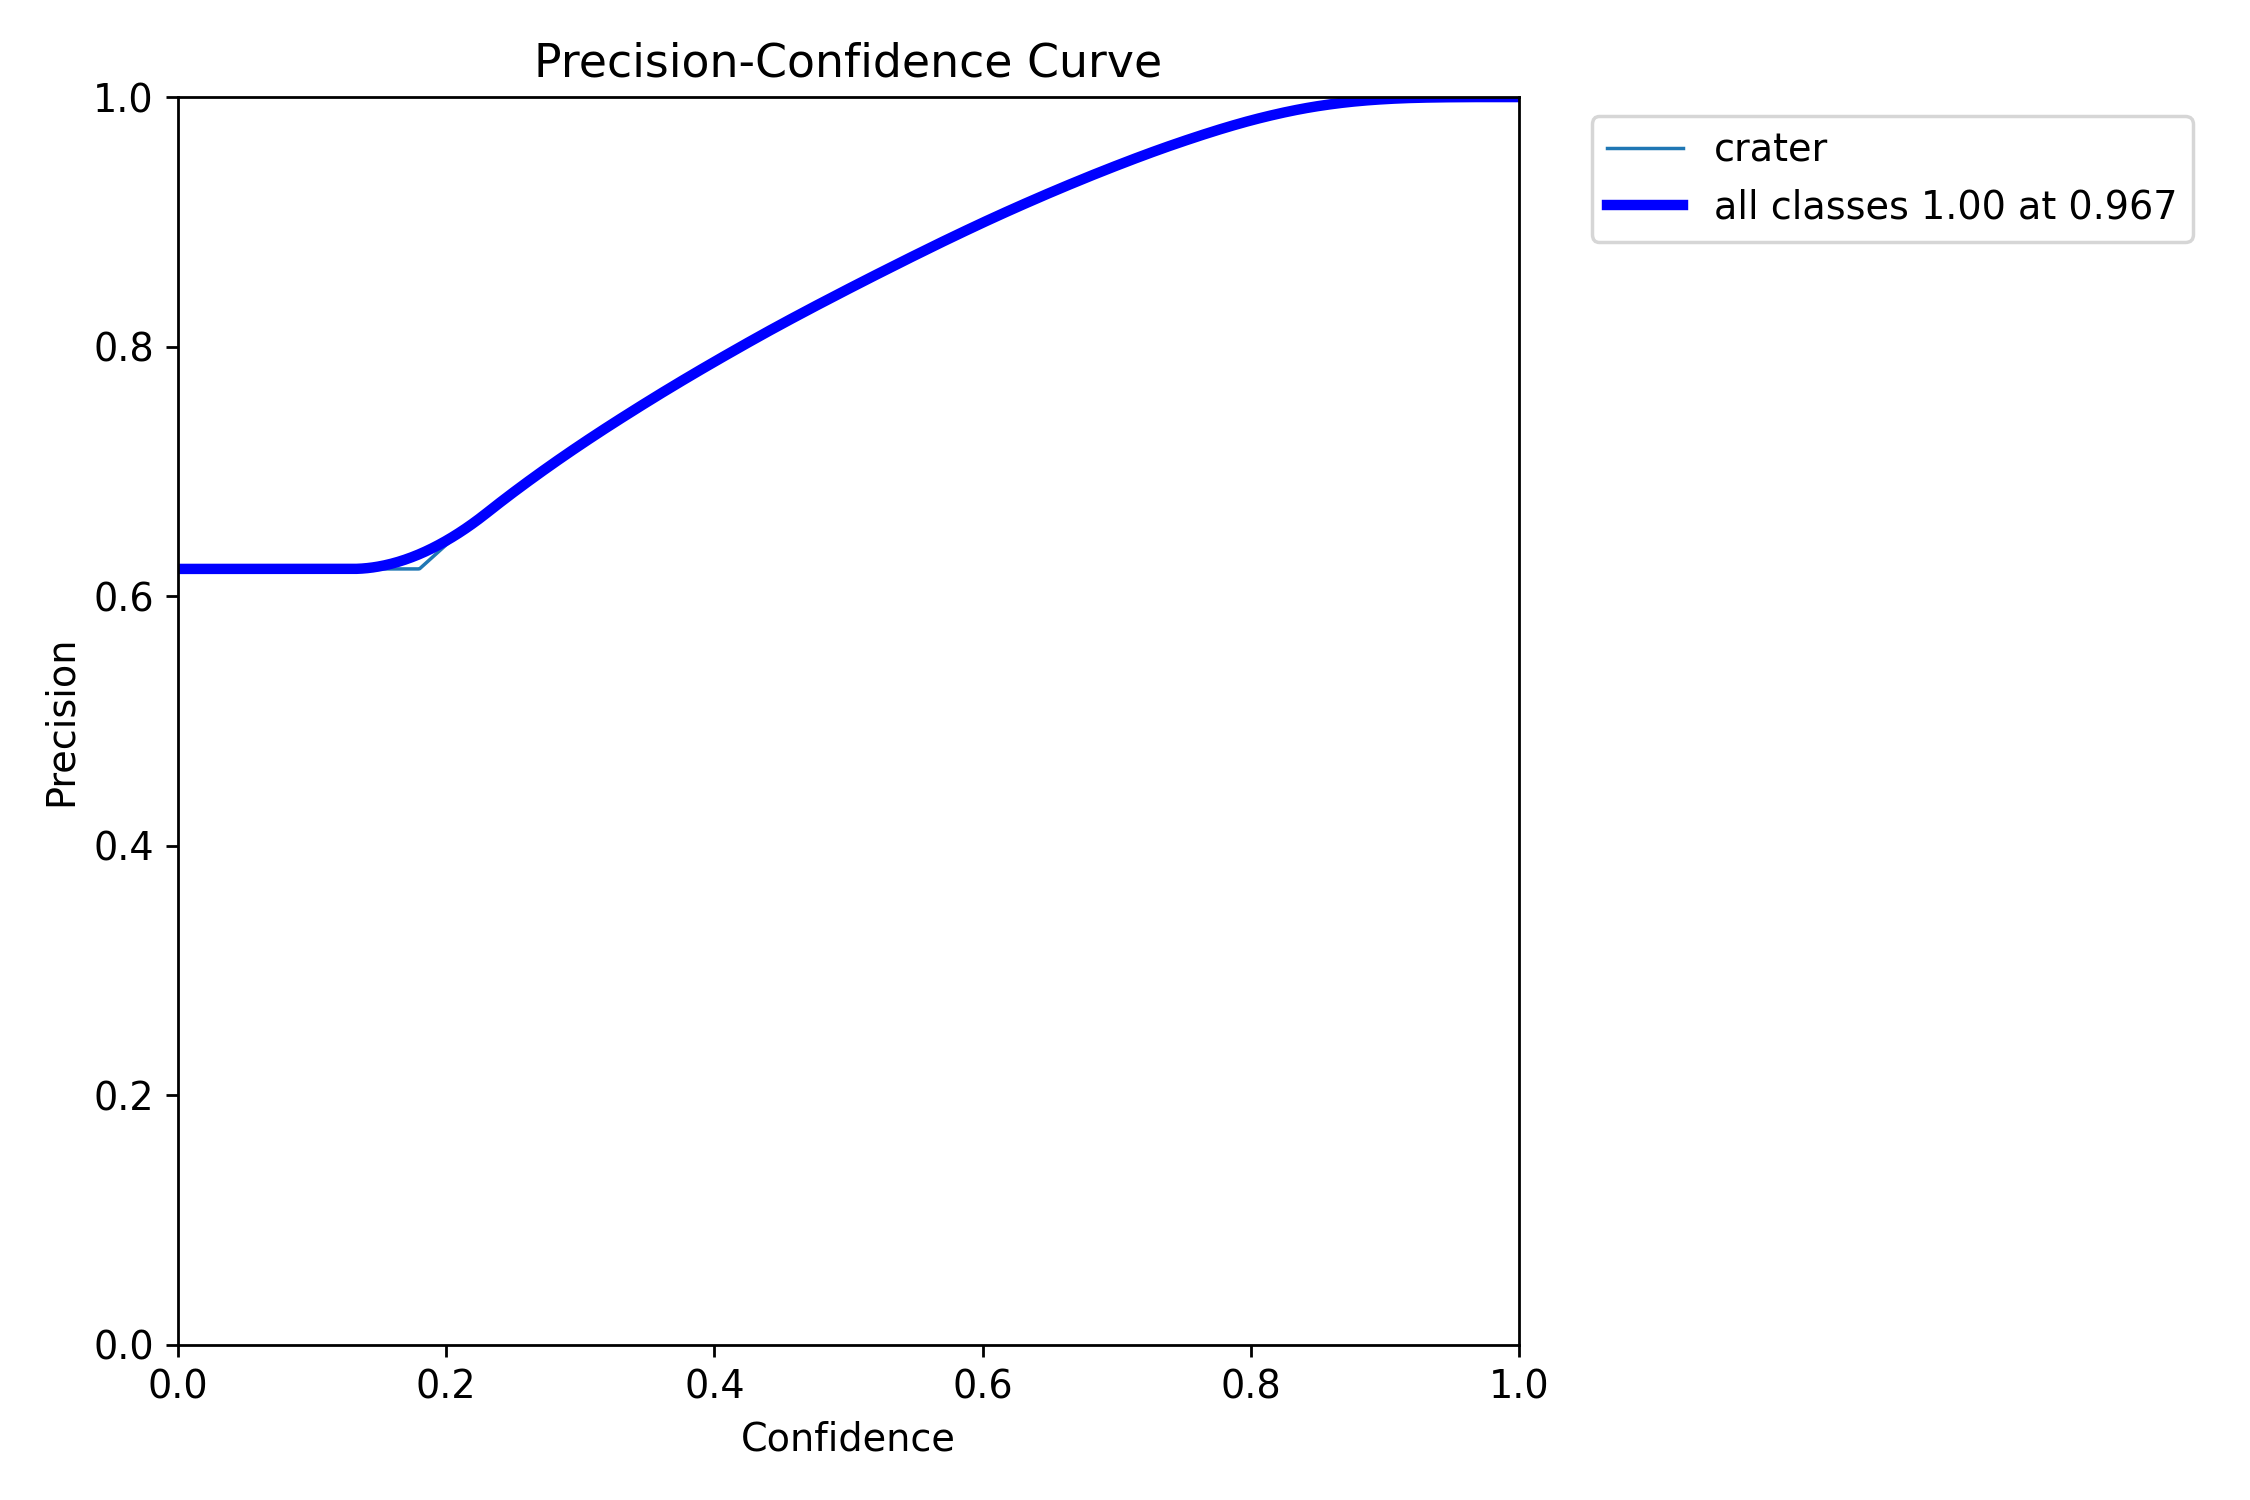 Precision-Confidence Curve
1.0
0.8
0.6
0.4
0.2
0.0
Precision
0.0 0.2 0.4 0.6 0.8 1.0
Confidence
crater
all classes 1.00 at 0.967